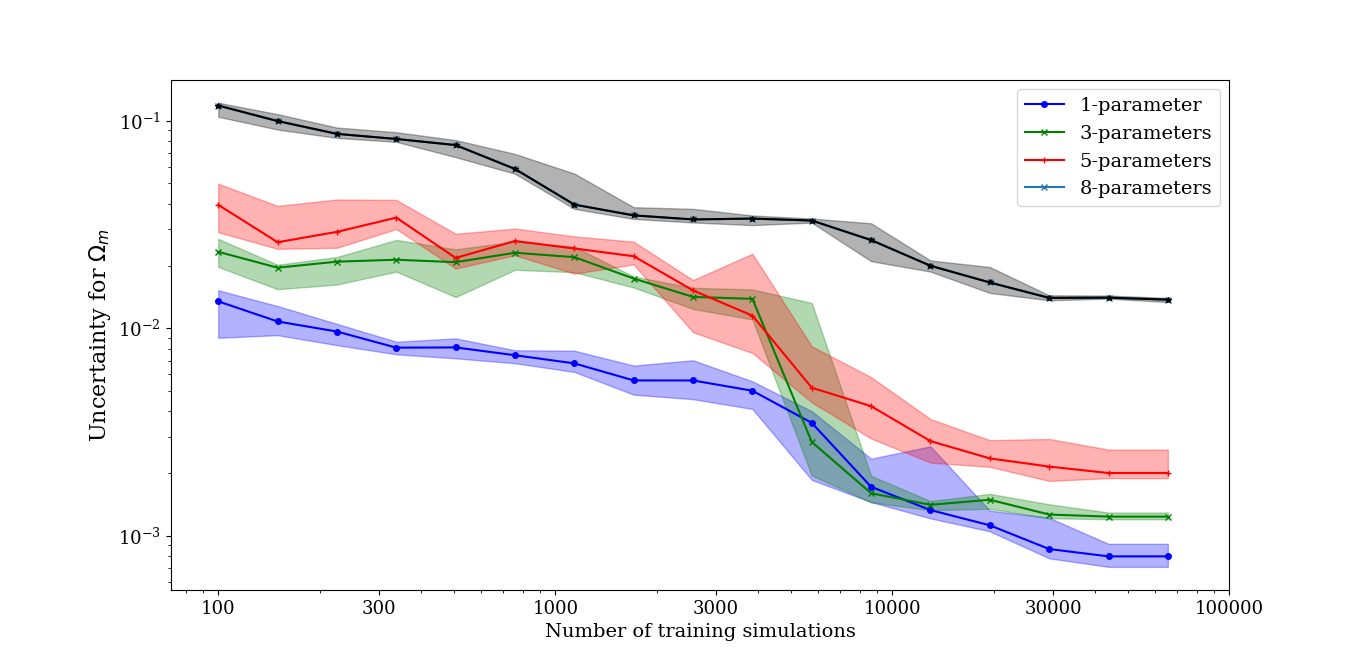 1-parameter
3-parameters
5-parameters
8-parameters
Uncertainty for Ωₘ
10⁻¹
10⁻²
10⁻³
100 300 1000 3000 10000 30000 100000
Number of training simulations